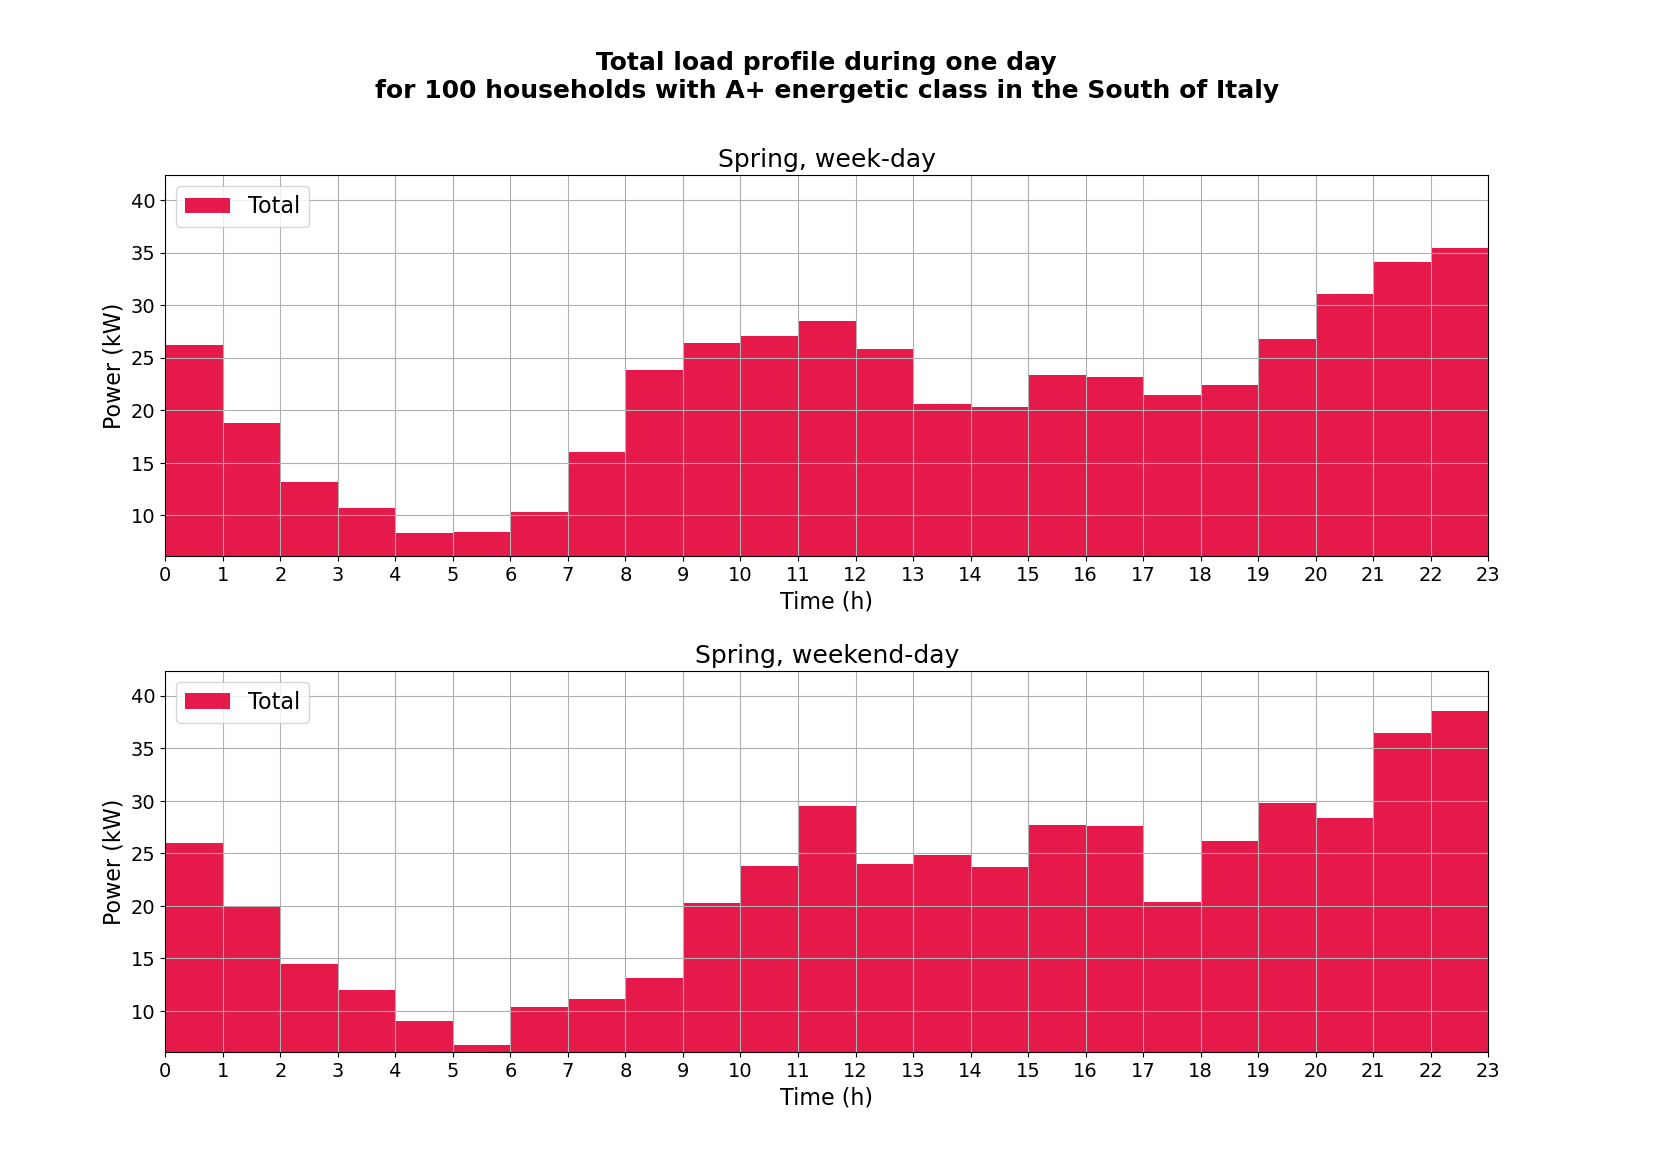 Total load profile during one day
for 100 households with A+ energetic class in the South of Italy
Spring, week-day
Total
Power (kW)
40
35
30
25
20
15
10
0 1 2 3 4 5 6 7 8 9 10 11 12 13 14 15 16 17 18 19 20 21 22 23
Time (h)
Spring, weekend-day
Total
Power (kW)
40
35
30
25
20
15
10
0 1 2 3 4 5 6 7 8 9 10 11 12 13 14 15 16 17 18 19 20 21 22 23
Time (h)